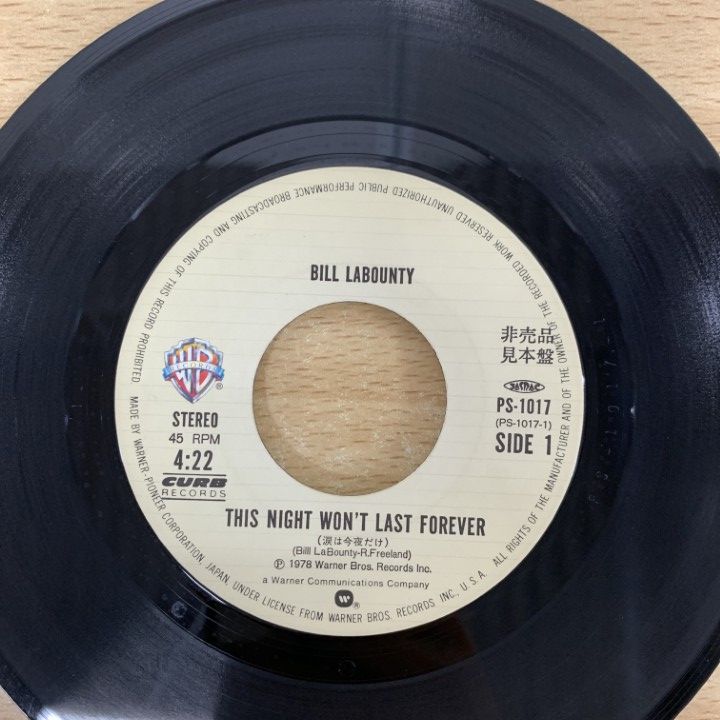 BILL LABOUNTY
WB
RECORDS
®
非売品
見本盤
JASRAC
STEREO
45 RPM
4:22
CURB
RECORDS
PS-1017
(PS-1017-1)
SIDE 1
THIS NIGHT WON'T LAST FOREVER
(涙は今夜だけ)
(Billl LaBounty-R.Freeland)
Ⓟ 1978 Warner Bros. Records Inc.
a Warner Communications Company
W®
MADE BY WARNER-PIONEER CORPORATION, JAPAN, UNDER LICENSE FROM WARNER BROS. RECORDS INC., U.S.A. ALL RIGHTS OF THE MANUFACTURER AND OF THE OWNER OF THE RECORDED WORK RESERVED UNAUTHORIZED PUBLIC PERFORMANCE BROADCASTING AND COPYING OF THIS RECORD PROHIBITED.